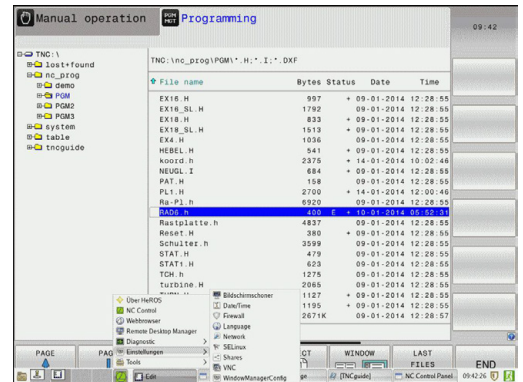 Manual operation
PGM MGT
Programming
09:42
TNC:\
lost+found
nc_prog
demo
PGM
PGM2
PGM3
system
table
tncguide
TNC:\nc_prog\PGM\*.H;*.I;*.DXF
File name Bytes Status Date Time
EX16.H 997 + 09-01-2014 12:28:55
EX16_SL.H 1792 09-01-2014 12:28:55
EX18.H 833 + 09-01-2014 12:28:55
EX18_SL.H 1513 + 09-01-2014 12:28:55
EX4.H 1036 09-01-2014 12:28:55
HEBEL.H 541 + 09-01-2014 12:28:55
koord.h 2375 + 14-01-2014 10:02:46
NEUGL.I 684 + 09-01-2014 12:28:55
PAT.H 158 09-01-2014 12:28:55
PL1.H 2700 + 14-01-2014 12:00:46
Ra-Pl.h 6920 09-01-2014 12:28:55
RAD6.h 400 E + 10-01-2014 05:52:31
Rastplatte.h 4837 09-01-2014 12:28:55
Reset.H 380 + 09-01-2014 12:28:55
Schulter.h 3599 09-01-2014 12:28:55
STAT.H 479 09-01-2014 12:28:55
STAT1.H 623 09-01-2014 12:28:55
TCH.h 1275 09-01-2014 12:28:55
turbine.H 2065 09-01-2014 12:28:55
1127 + 09-01-2014 12:28:55
1195 + 09-01-2014 12:28:55
2671K 09-01-2014 12:28:57
Über HeROS
NC Control
Webbrowser
Remote Desktop Manager
Diagnostic
Einstellungen
Tools
Bildschirmschoner
Date/Time
Firewall
Language
Network
SELinux
Shares
VNC
WindowManagerConfig
PAGE
PAG
CT
WINDOW
FILES
LAST
END
Edit
ge
[TNCguide]
NC Control Panel
09:42:26